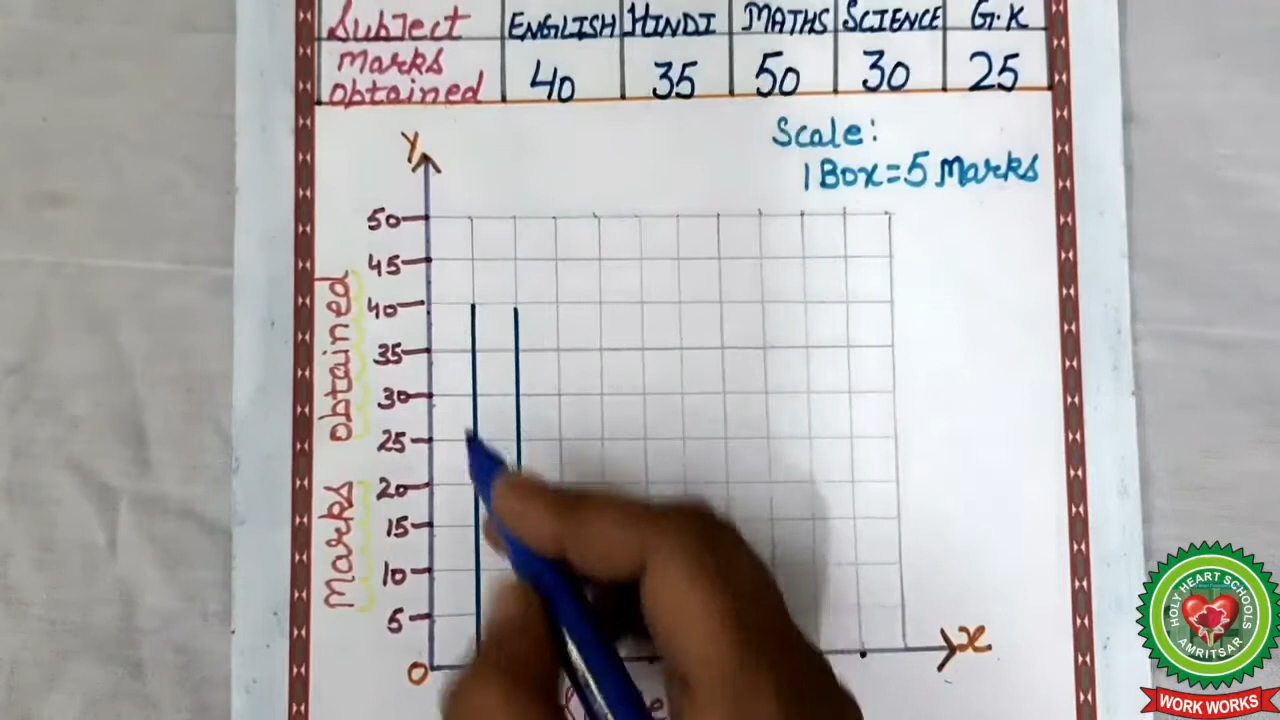 Subject ENGLISH HINDI MATHS SCIENCE G.K
Marks obtained 40 35 50 30 25
Scale:
1 Box = 5 Marks
Y
50
45
40
35
30
25
20
15
10
5
0
x
Marks obtained
HOLY HEART SCHOOLS
AMRITSAR
WORK WORKS